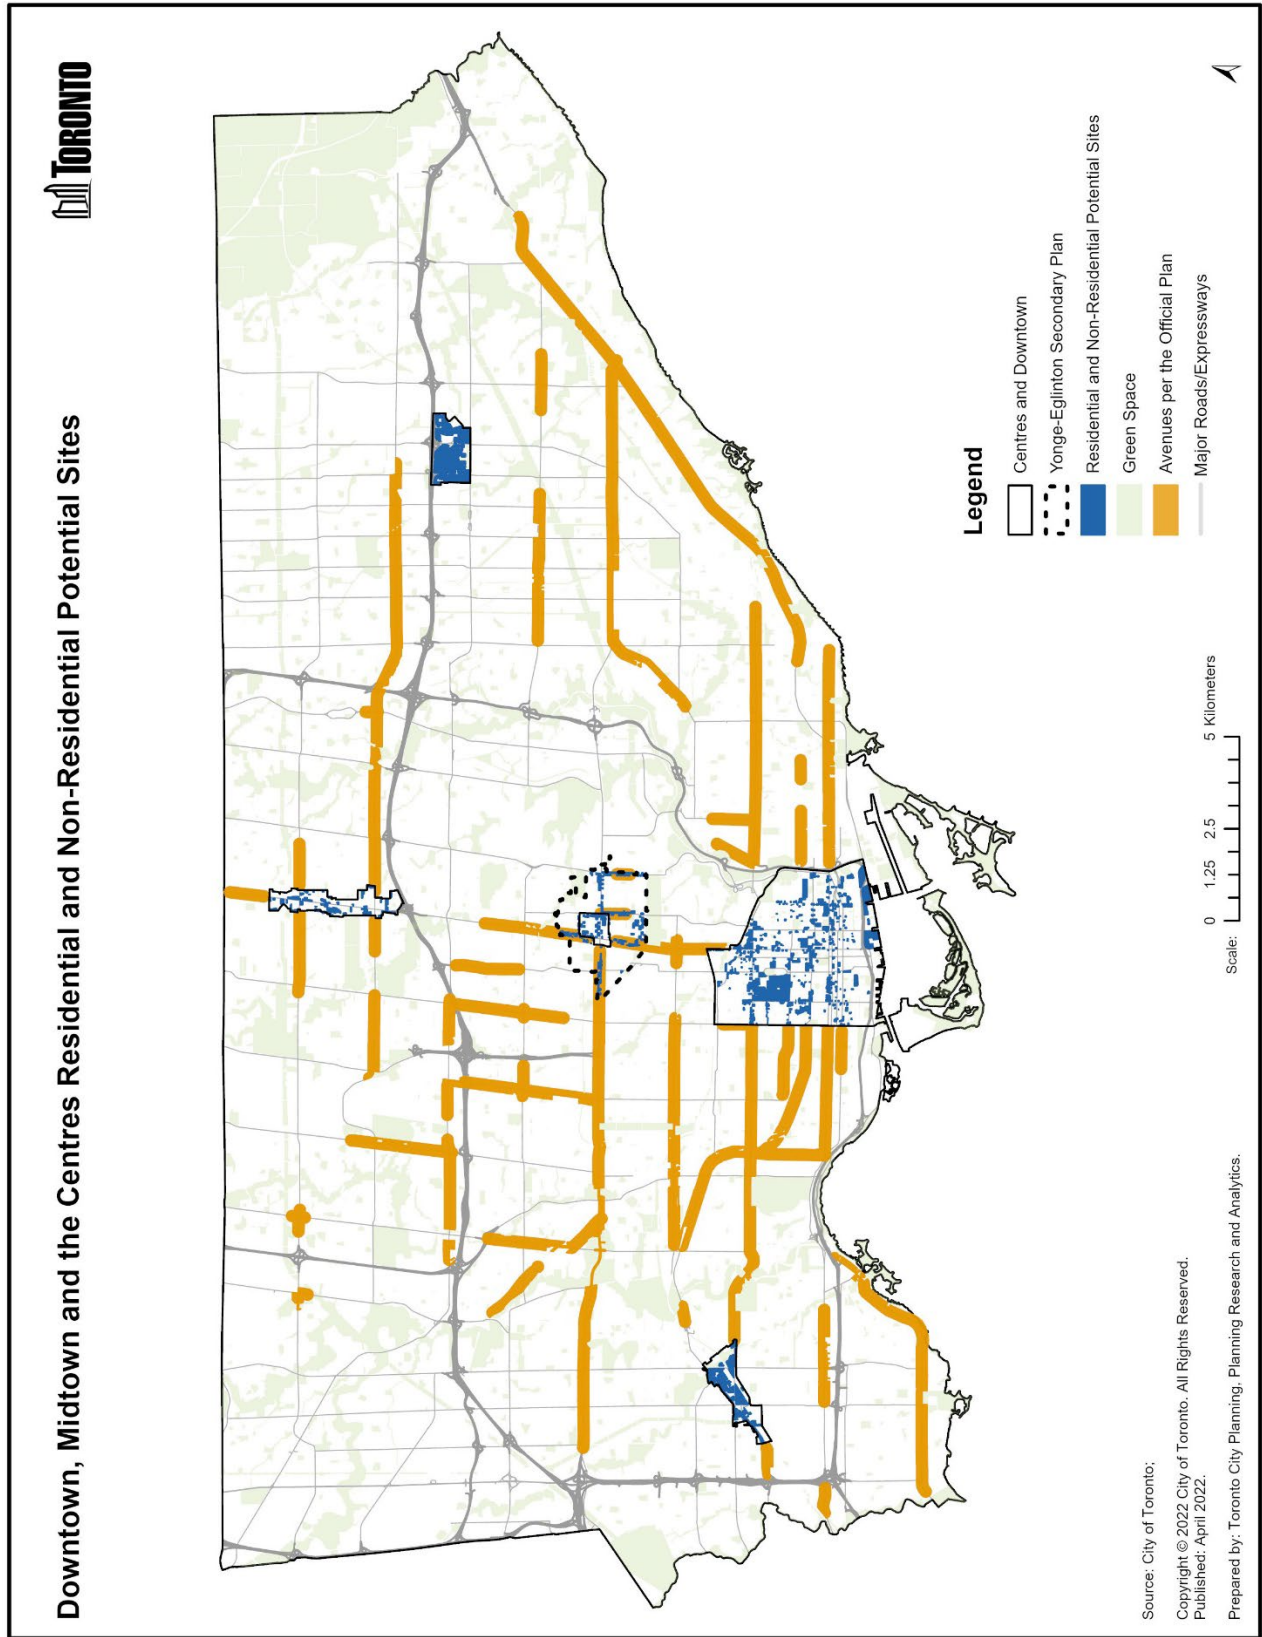 Downtown, Midtown and the Centres Residential and Non-Residential Potential Sites
TORONTO
Legend
Centres and Downtown
Yonge-Eglinton Secondary Plan
Residential and Non-Residential Potential Sites
Green Space
Avenues per the Official Plan
Major Roads/Expressways
Scale:
0 1.25 2.5 5 Kilometers
Source: City of Toronto;
Copyright © 2022 City of Toronto. All Rights Reserved.
Published: April 2022.
Prepared by: Toronto City Planning, Planning Research and Analytics.